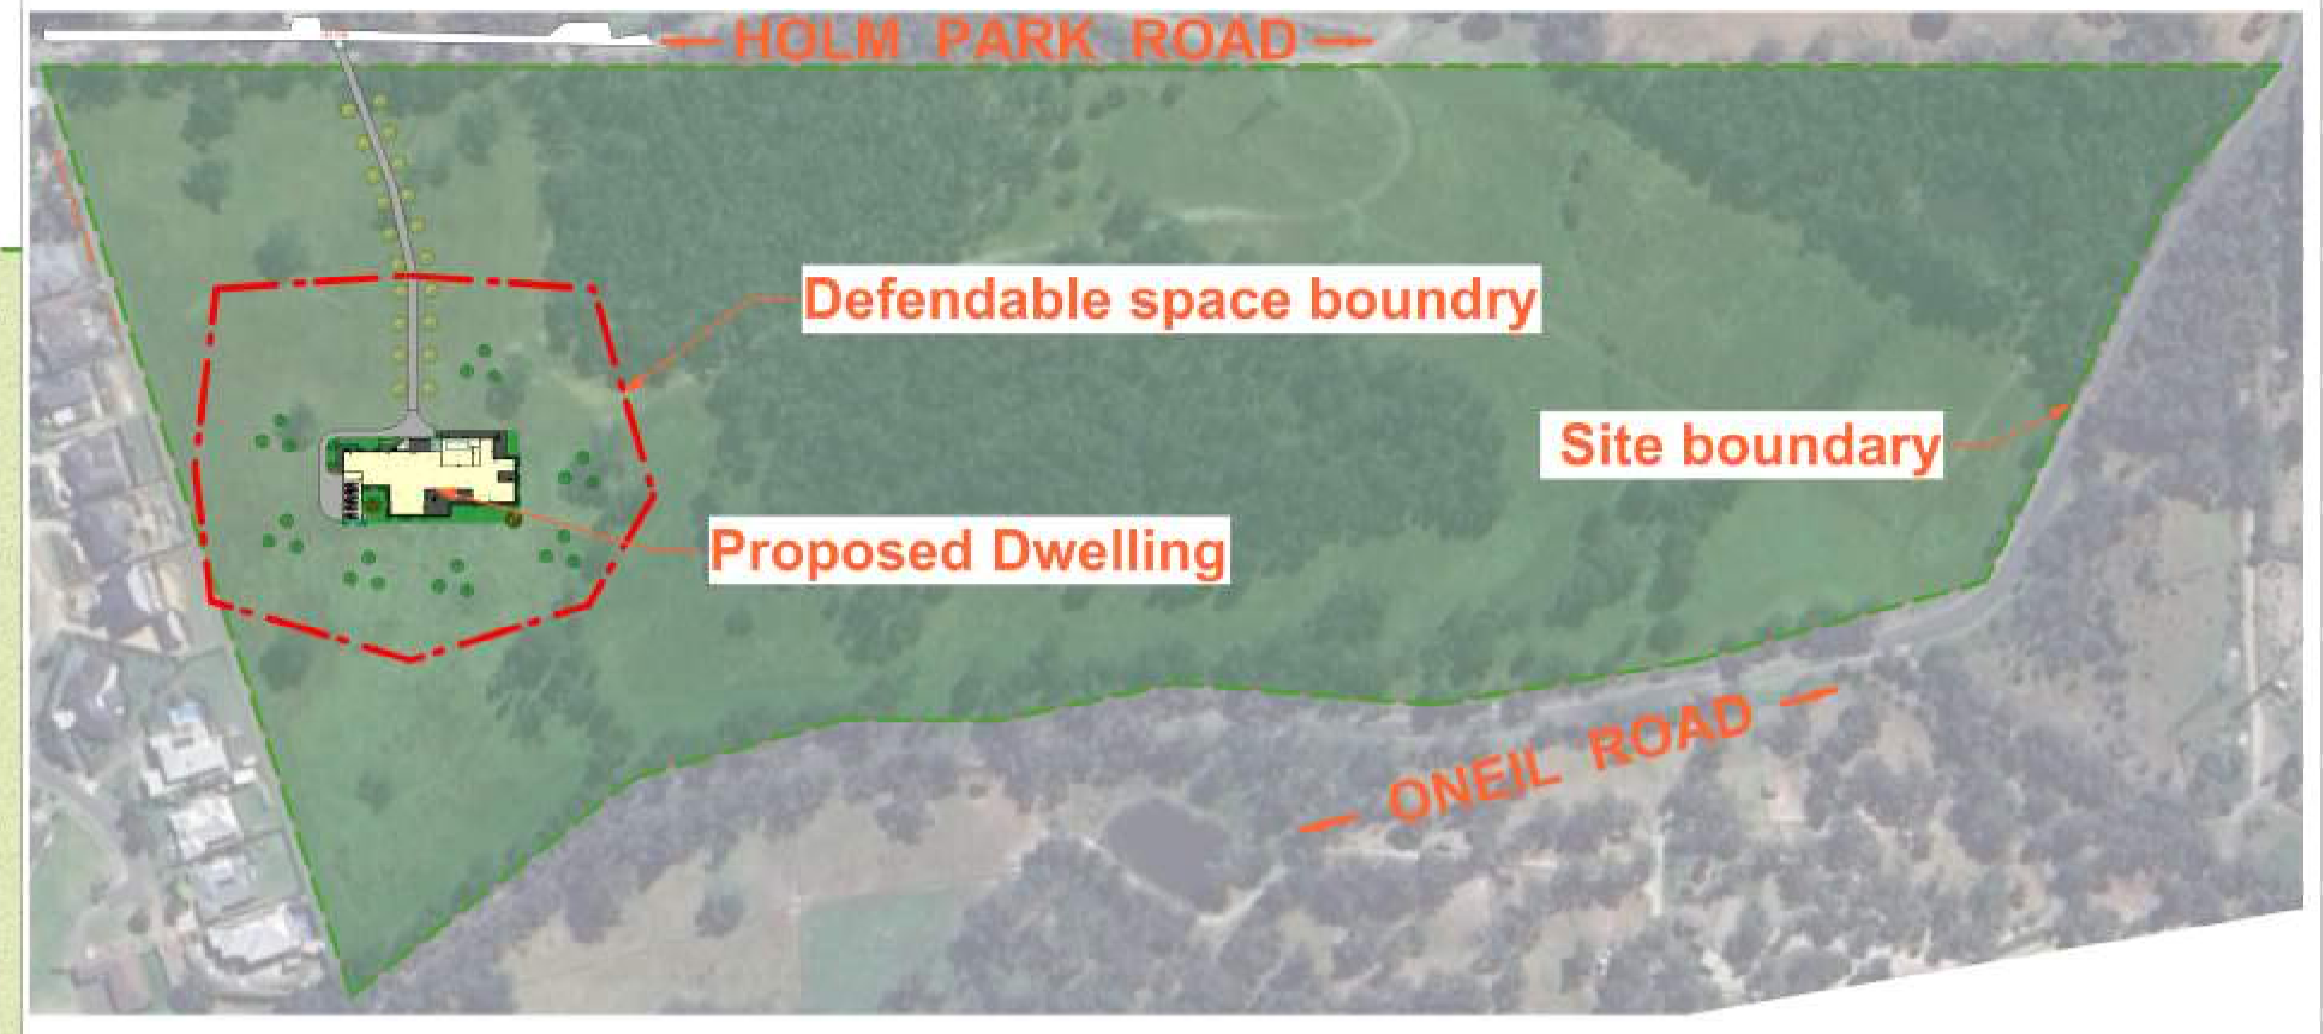 HOLM PARK ROAD
Defendable space boundry
Site boundary
Proposed Dwelling
ONEIL ROAD